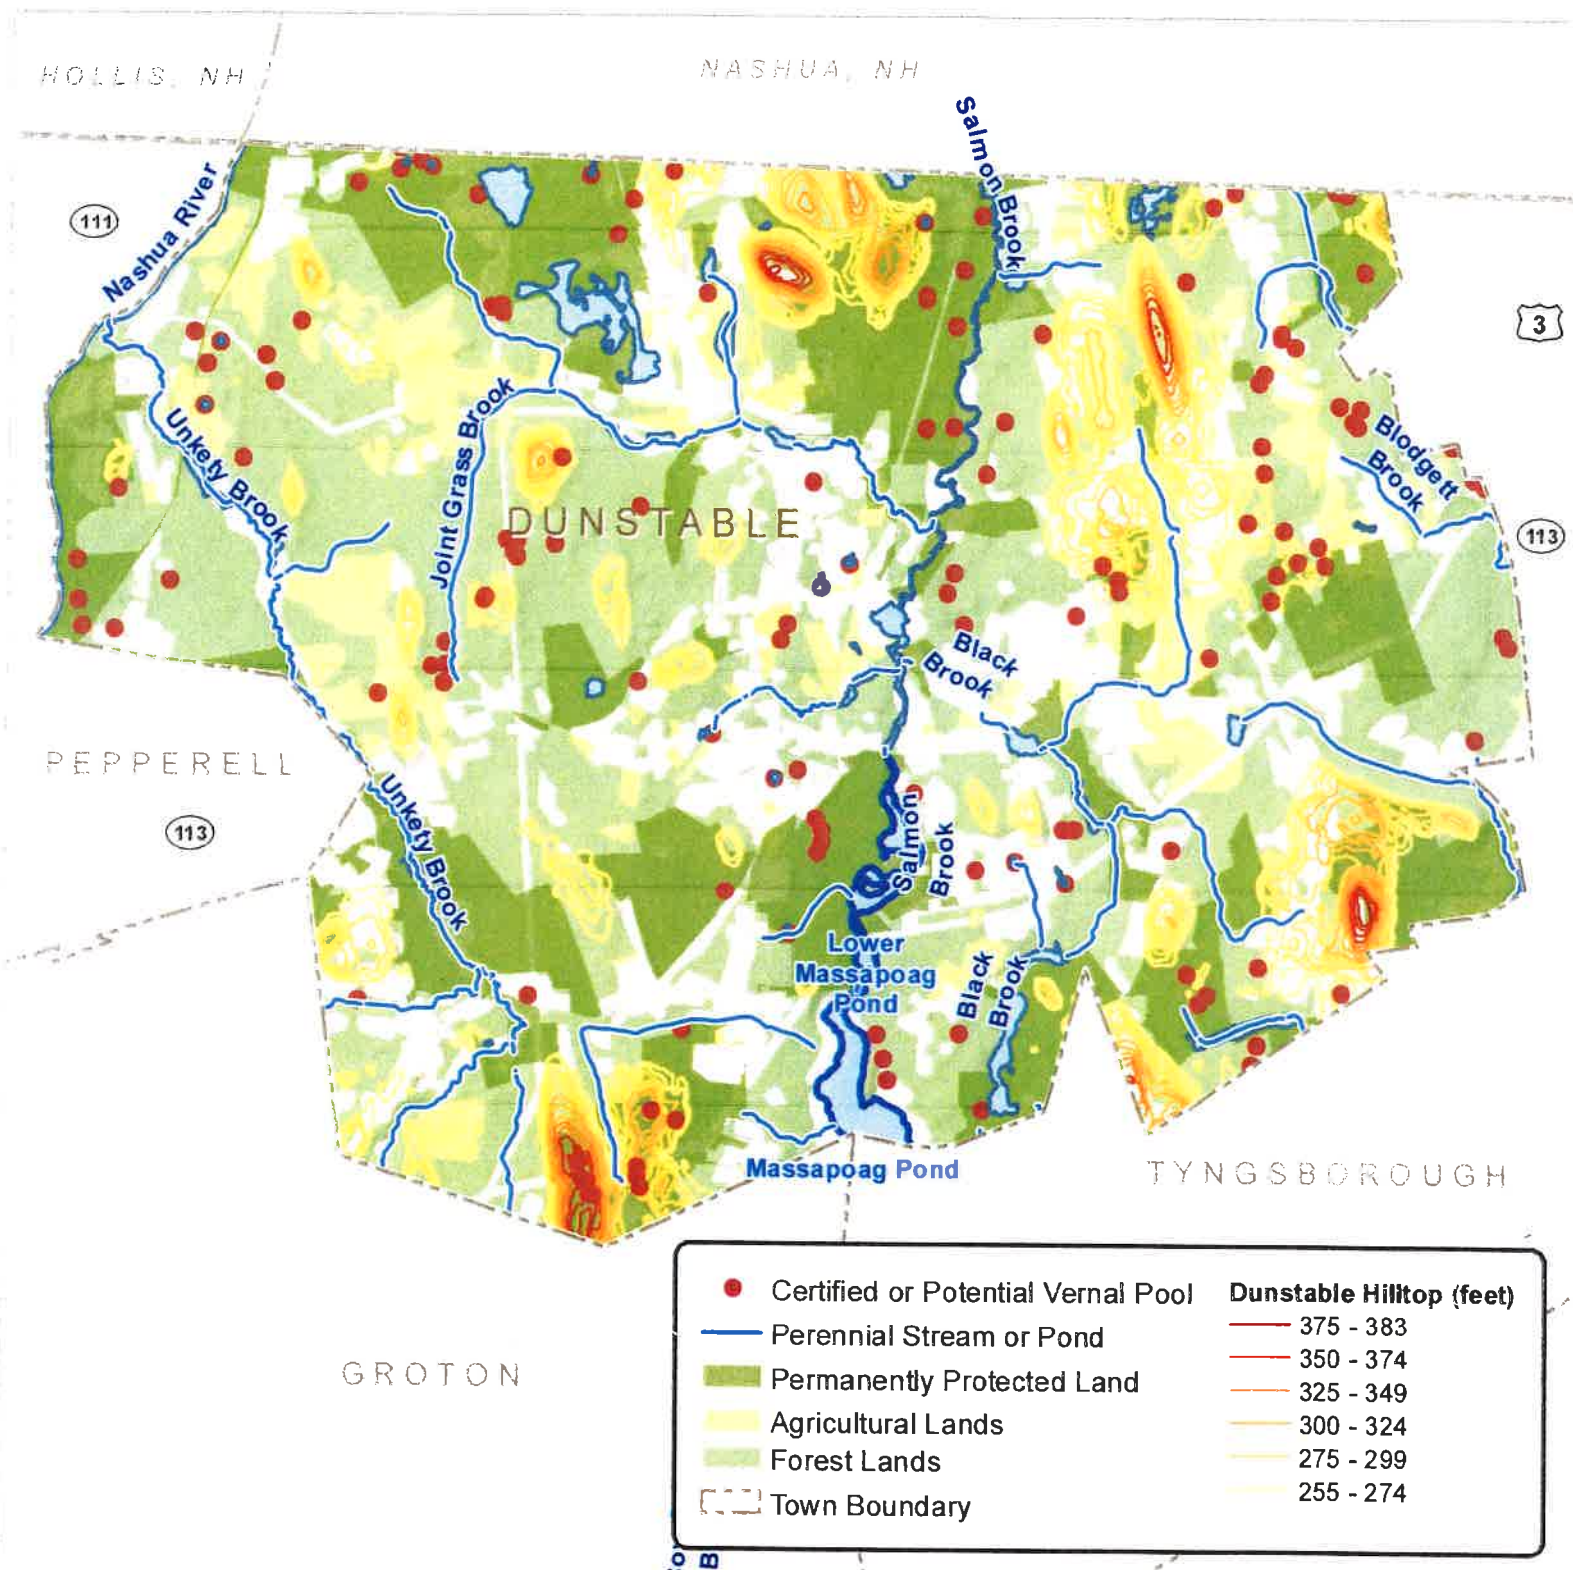 HOLLIS, NH
NASHUA, NH
Salmon Brook
111
Nashua River
3
Unkety Brook
Joint Grass Brook
Blodgett
Brook
DUNSTABLE
113
Black
Brook
PEPPERELL
113
Unkety Brook
Salmon
Brook
Lower
Massapoag
Pond
Black
Brook
Massapoag Pond
TYNGSBOROUGH
GROTON
Certified or Potential Vernal Pool
Perennial Stream or Pond
Permanently Protected Land
Agricultural Lands
Forest Lands
Town Boundary
Dunstable Hilltop (feet)
375 - 383
350 - 374
325 - 349
300 - 324
275 - 299
255 - 274